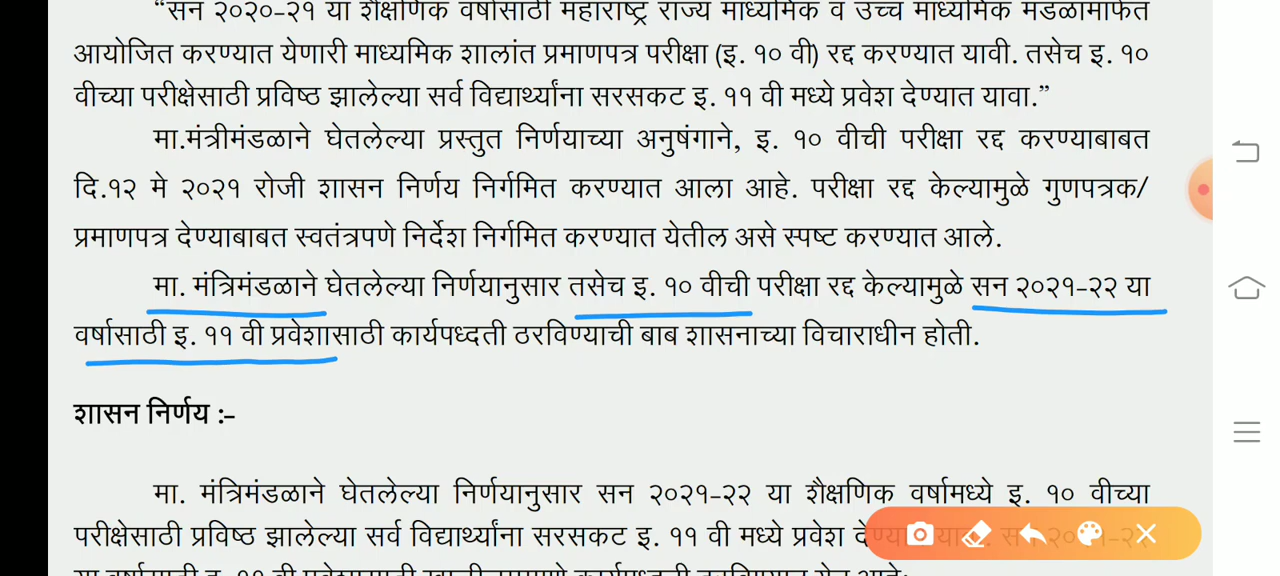 “सन २०२०-२१ या शैक्षणिक वर्षासाठी महाराष्ट्र राज्य माध्यमिक व उच्च माध्यमिक मंडळामार्फत
आयोजित करण्यात येणारी माध्यमिक शालांत प्रमाणपत्र परीक्षा (इ. १० वी) रद्द करण्यात यावी. तसेच इ. १०
वीच्या परीक्षेसाठी प्रविष्ठ झालेल्या सर्व विद्यार्थ्यांना सरसकट इ. ११ वी मध्ये प्रवेश देण्यात यावा.”
मा.मंत्रीमंडळाने घेतलेल्या प्रस्तुत निर्णयाच्या अनुषंगाने, इ. १० वीची परीक्षा रद्द करण्याबाबत
दि.१२ मे २०२१ रोजी शासन निर्णय निर्गमित करण्यात आला आहे. परीक्षा रद्द केल्यामुळे गुणपत्रक/
प्रमाणपत्र देण्याबाबत स्वतंत्रपणे निर्देश निर्गमित करण्यात येतील असे स्पष्ट करण्यात आले.
मा. मंत्रिमंडळाने घेतलेल्या निर्णयानुसार तसेच इ. १० वीची परीक्षा रद्द केल्यामुळे सन २०२१-२२ या
वर्षासाठी इ. ११ वी प्रवेशासाठी कार्यपध्दती ठरविण्याची बाब शासनाच्या विचाराधीन होती.
शासन निर्णय :-
मा. मंत्रिमंडळाने घेतलेल्या निर्णयानुसार सन २०२१-२२ या शैक्षणिक वर्षामध्ये इ. १० वीच्या
परीक्षेसाठी प्रविष्ठ झालेल्या सर्व विद्यार्थ्यांना सरसकट इ. ११ वी मध्ये प्रवेश